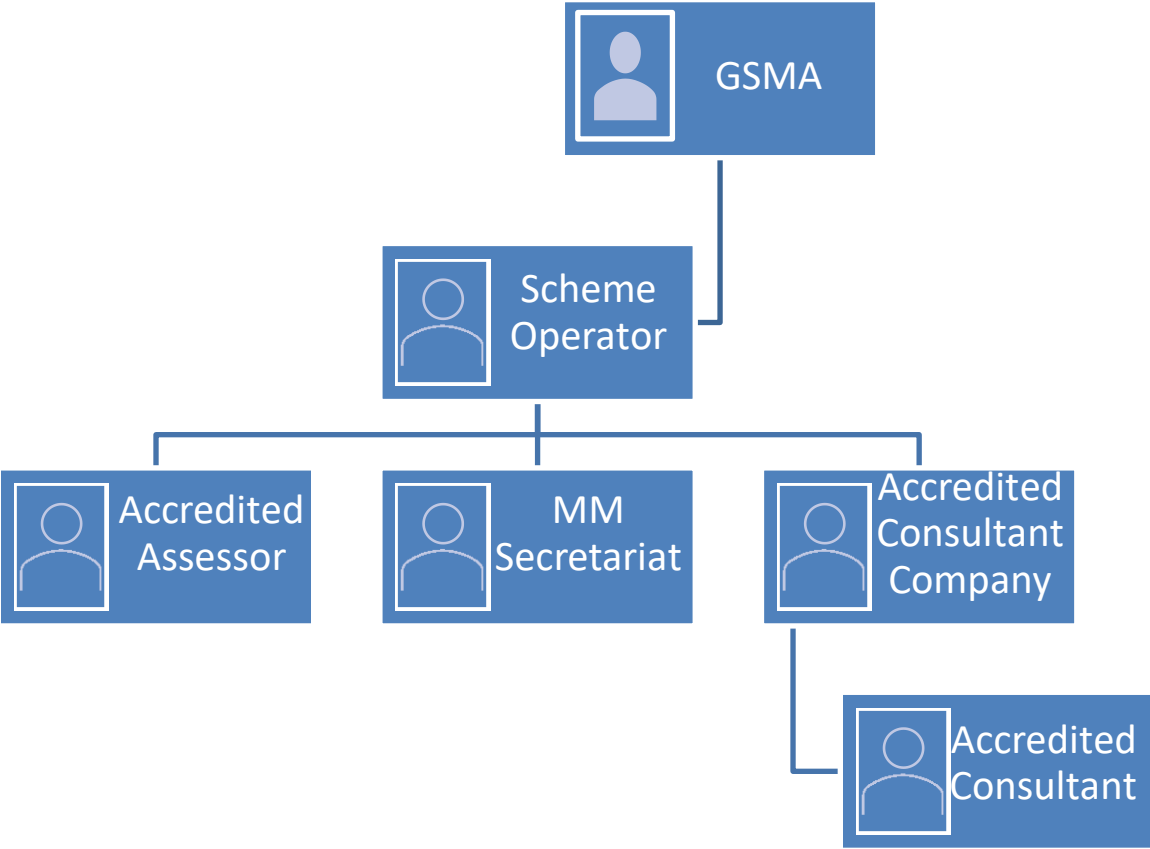 GSMA
Scheme
Operator
Accredited
Assessor
MM
Secretariat
Accredited
Consultant
Company
Accredited
Consultant